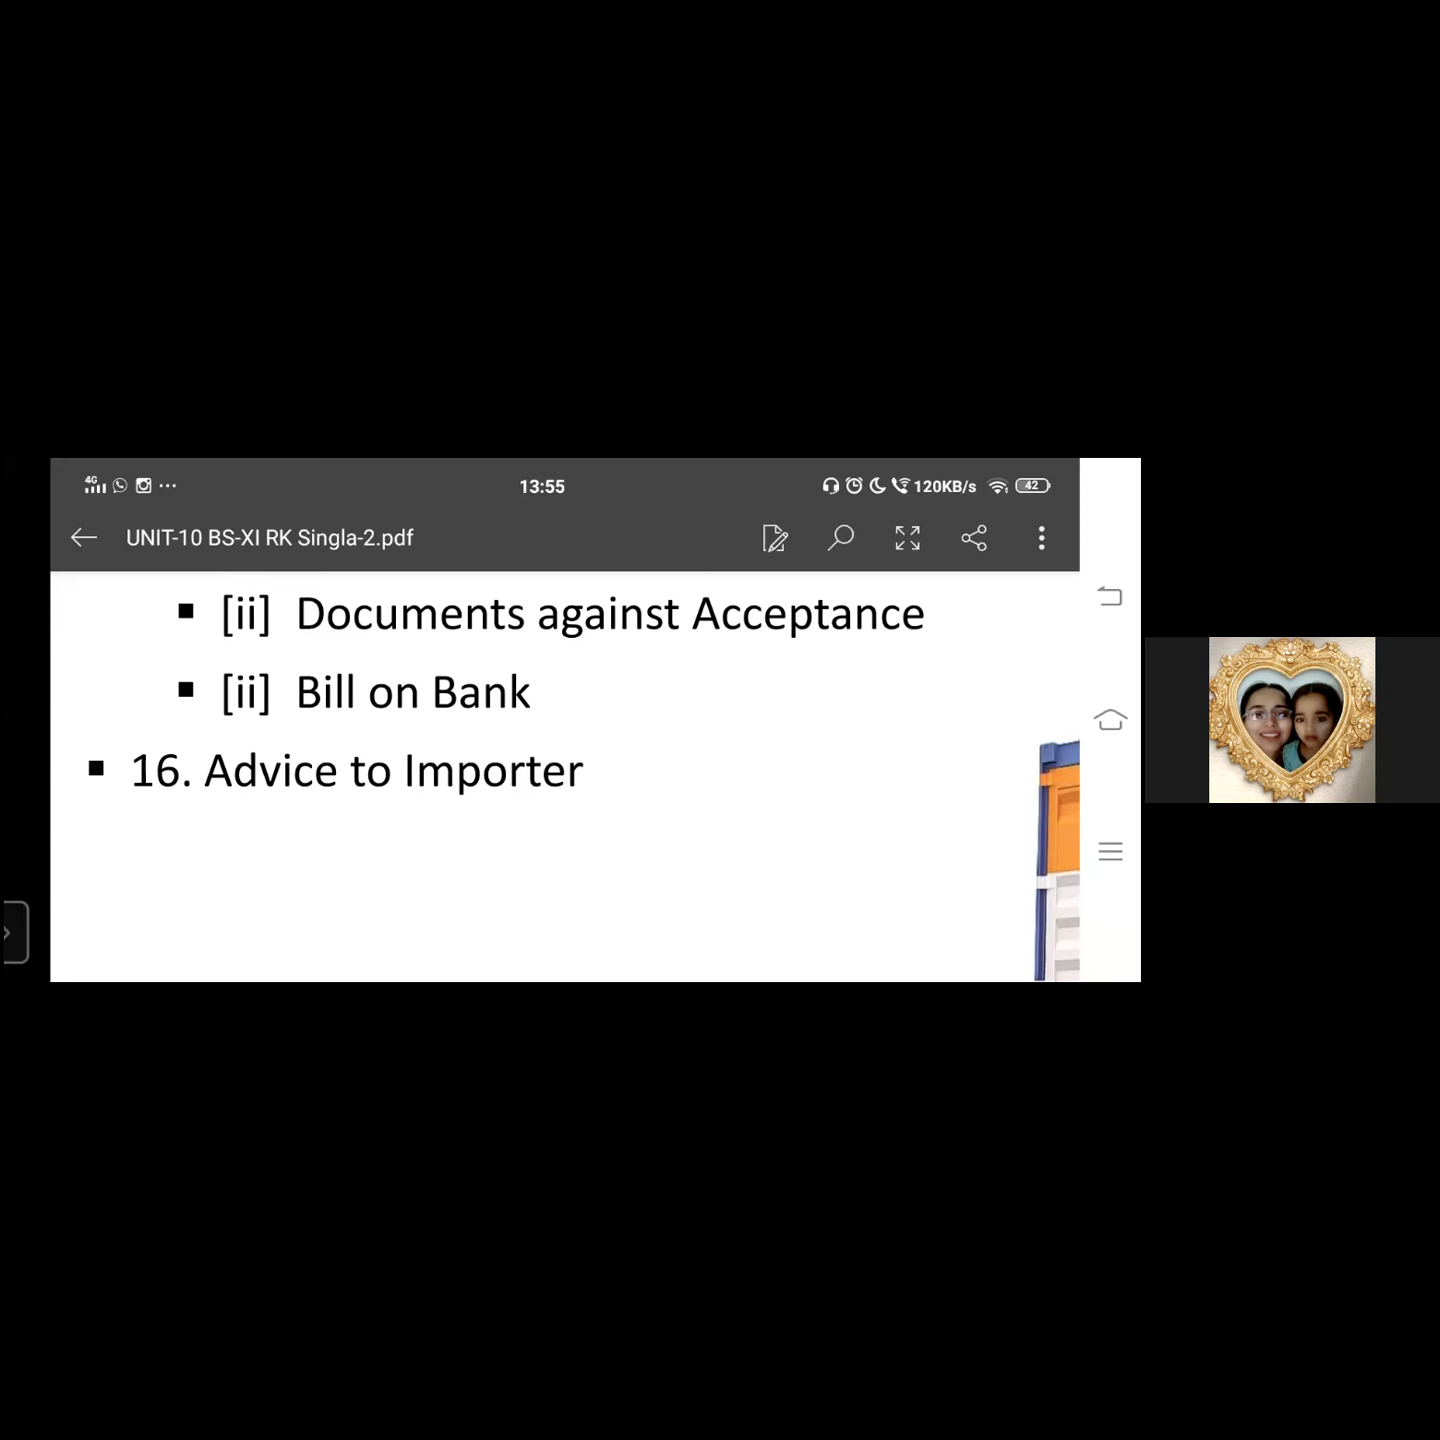 4G
13:55
120KB/s
42
UNIT-10 BS-XI RK Singla-2.pdf
▪ [ii] Documents against Acceptance
▪ [ii] Bill on Bank
▪ 16. Advice to Importer